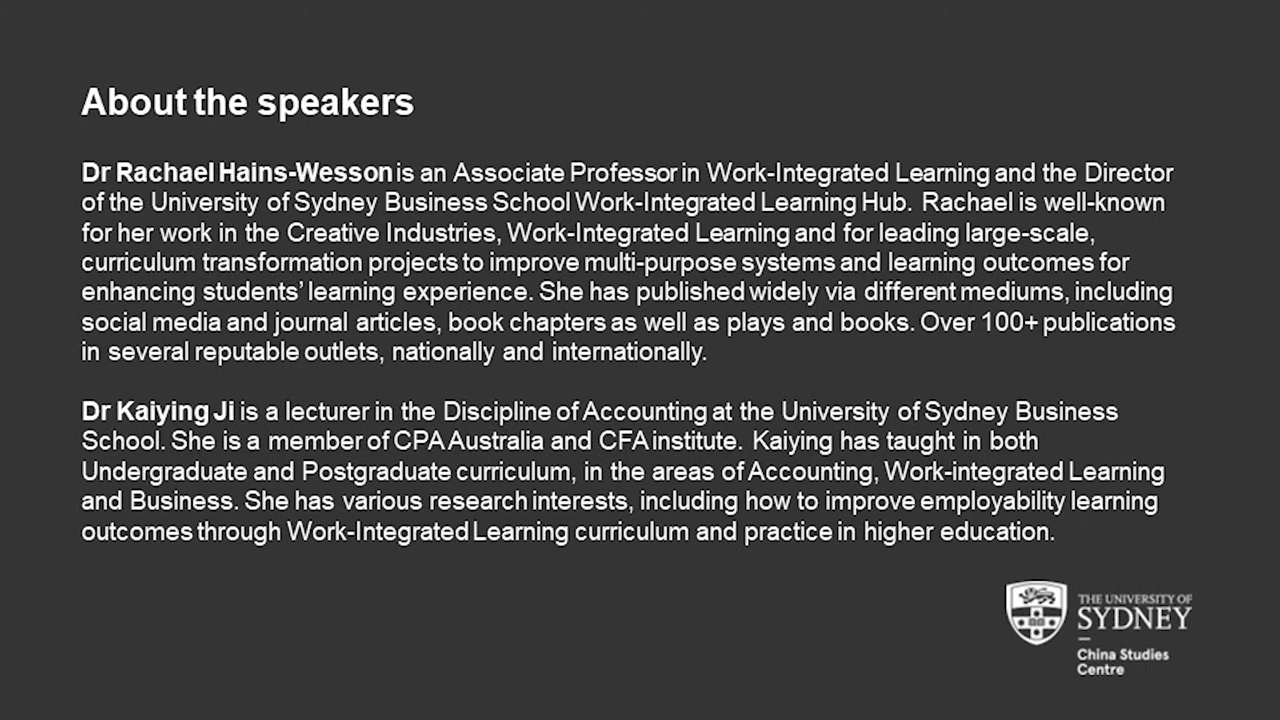 About the speakers
Dr Rachael Hains-Wesson is an Associate Professor in Work-Integrated Learning and the Director
of the University of Sydney Business School Work-Integrated Learning Hub. Rachael is well-known
for her work in the Creative Industries, Work-Integrated Learning and for leading large-scale,
curriculum transformation projects to improve multi-purpose systems and learning outcomes for
enhancing students' learning experience. She has published widely via different mediums, including
social media and journal articles, book chapters as well as plays and books. Over 100+ publications
in several reputable outlets, nationally and internationally.
Dr Kaiying Ji is a lecturer in the Discipline of Accounting at the University of Sydney Business
School. She is a member of CPA Australia and CFA institute. Kaiying has taught in both
Undergraduate and Postgraduate curriculum, in the areas of Accounting, Work-integrated Learning
and Business. She has various research interests, including how to improve employability learning
outcomes through Work-Integrated Learning curriculum and practice in higher education.
THE UNIVERSITY OF
SYDNEY
China Studies
Centre